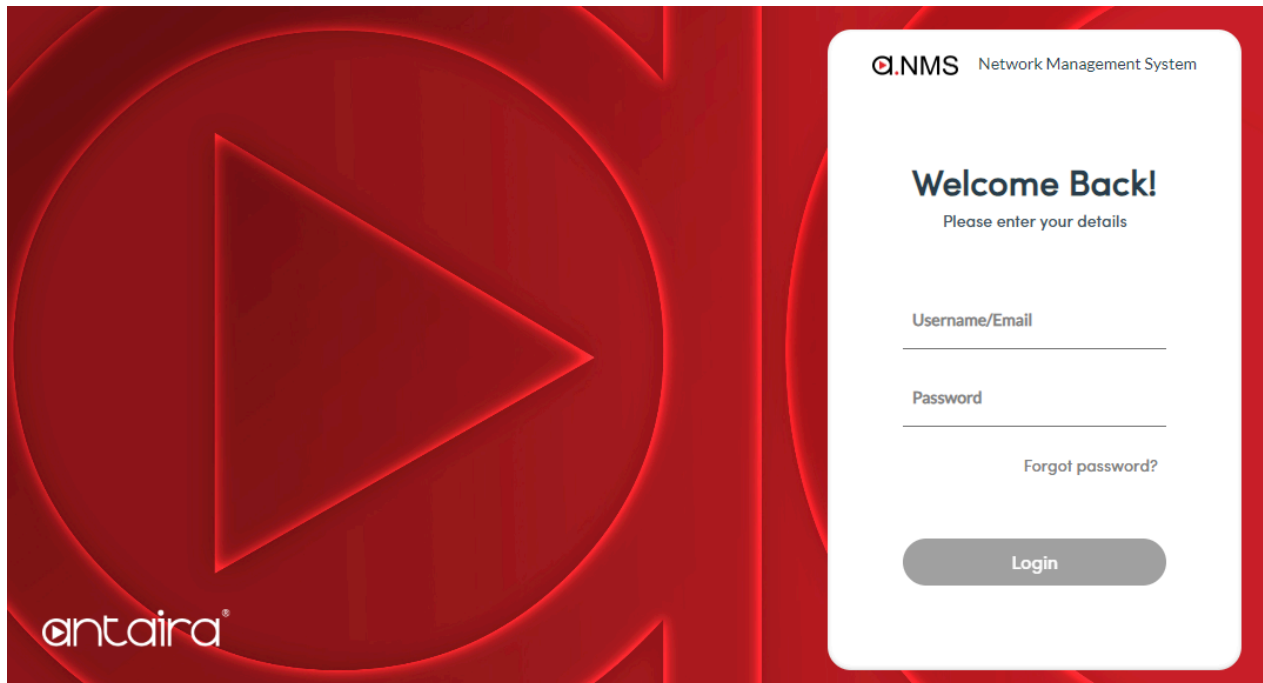 a.NMS Network Management System
Welcome Back!
Please enter your details
Username/Email
Password
Forgot password?
Login
antaira®